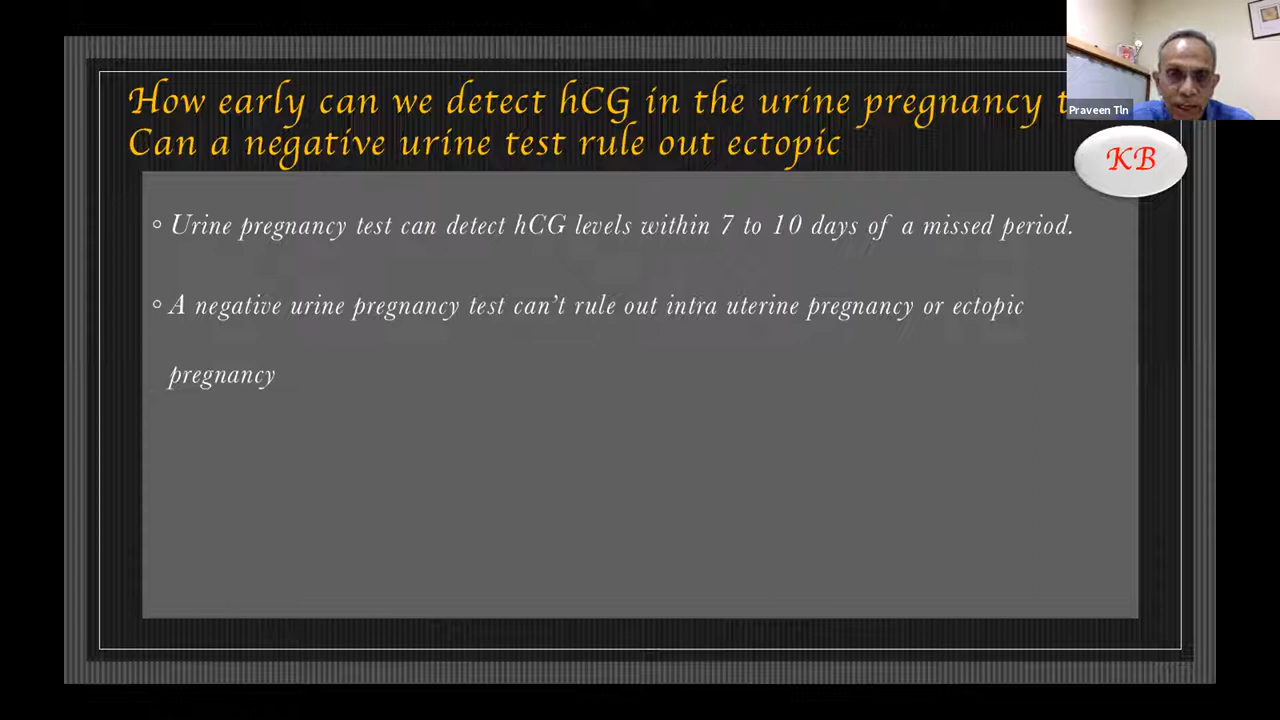 How early can we detect hCG in the urine pregnancy
Can a negative urine test rule out ectopic
Praveen Tln
KB
Urine pregnancy test can detect hCG levels within 7 to 10 days of a missed period.
A negative urine pregnancy test can't rule out intra uterine pregnancy or ectopic
pregnancy